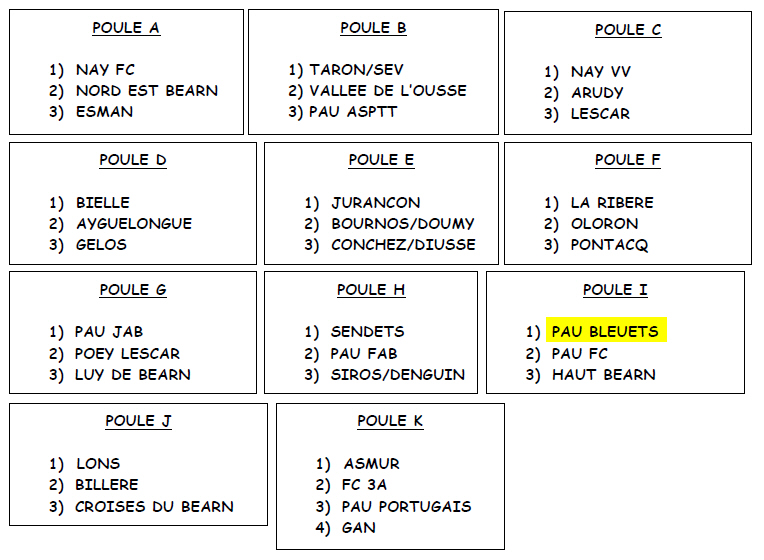 POULE A
1) NAY FC
2) NORD EST BEARN
3) ESMAN
POULE B
1) TARON/SEV
2) VALLEE DE L'OUSSE
3) PAU ASPTT
POULE C
1) NAY VV
2) ARUDY
3) LESCAR
POULE D
1) BIELLE
2) AYGUELONGUE
3) GELOS
POULE E
1) JURANCON
2) BOURNOS/DOUMY
3) CONCHEZ/DIUSSE
POULE F
1) LA RIBERE
2) OLORON
3) PONTACQ
POULE G
1) PAU JAB
2) POEY LESCAR
3) LUY DE BEARN
POULE H
1) SENDETS
2) PAU FAB
3) SIROS/DENGUIN
POULE I
1) PAU BLEUETS
2) PAU FC
3) HAUT BEARN
POULE J
1) LONS
2) BILLERE
3) CROISES DU BEARN
POULE K
1) ASMUR
2) FC 3A
3) PAU PORTUGAIS
4) GAN